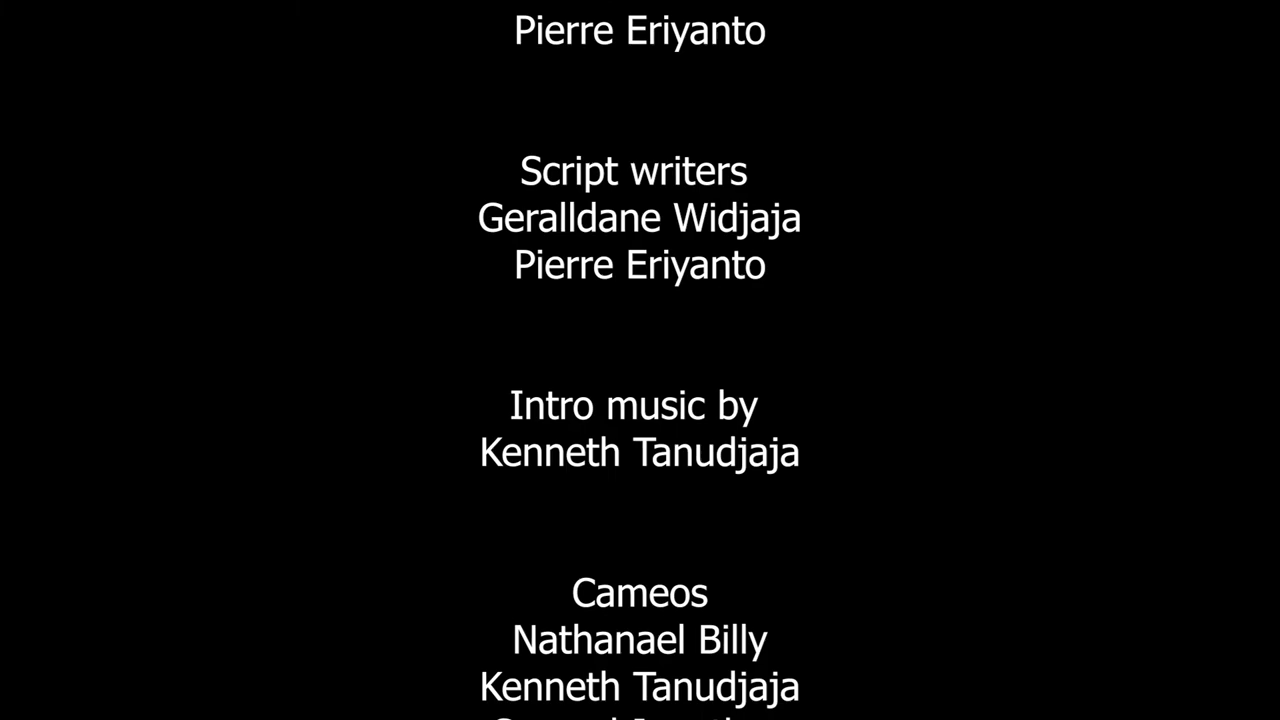 Pierre Eriyanto
Script writers
Geralldane Widjaja
Pierre Eriyanto
Intro music by
Kenneth Tanudjaja
Cameos
Nathanael Billy
Kenneth Tanudjaja